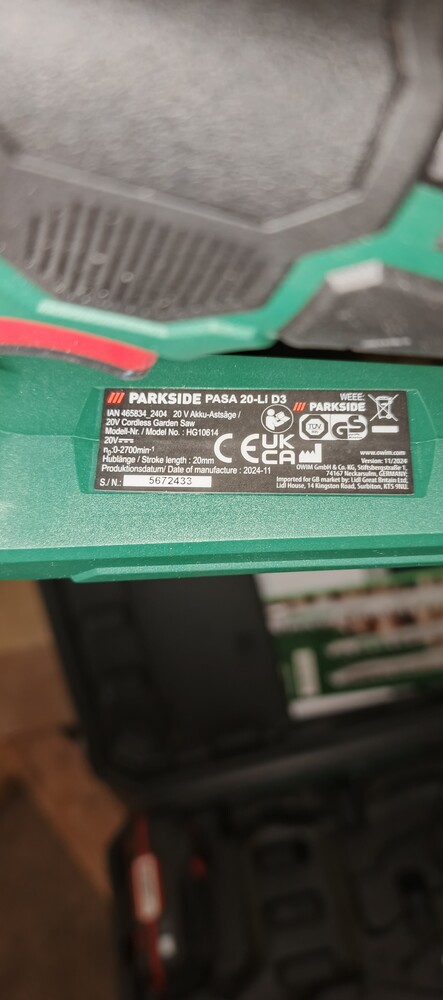 /// PARKSIDE PASA 20-LI D3
IAN 465834_2404 20 V Akku-Astsäge /
20V Cordless Garden Saw
Modell-Nr. / Model No. : HG10614
20V
n₀:0-2700min⁻¹
Hublänge / Stroke length : 20mm
Produktionsdatum/ Date of manufacture : 2024-11
S/N: 5672433
CE UK CA
WEEE:
/// PARKSIDE
TÜV GS
www.owim.com
Version: 11/2024
OWIM GmbH & Co. KG, Stiftsbergstraße 1,
74167 Neckarsulm, GERMANY.
Imported for GB market by: Lidl Great Britain Ltd,
Lidl House, 14 Kingston Road, Surbiton, KT5 9NU.